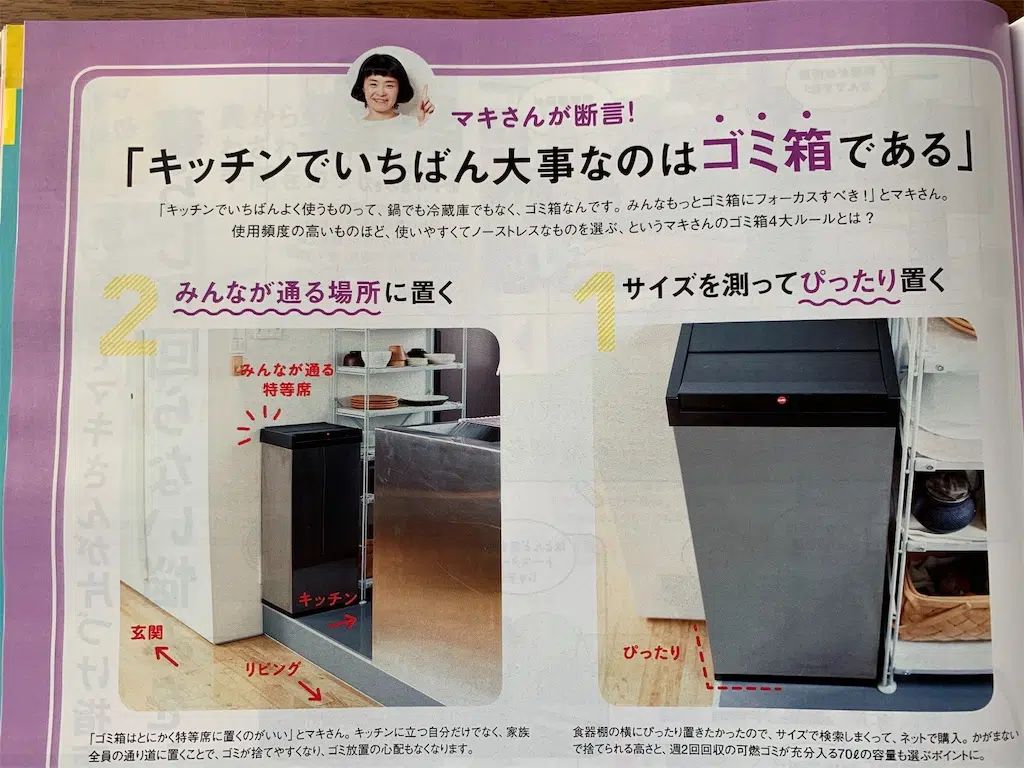 マキさんが断言!
「キッチンでいちばん大事なのはゴミ箱である」
「キッチンでいちばんよく使うものって、鍋でも冷蔵庫でもなく、ゴミ箱なんです。みんなもっとゴミ箱にフォーカスすべき!」とマキさん。
使用頻度の高いものほど、使いやすくてノーストレスなものを選ぶ、というマキさんのゴミ箱4大ルールとは?
1 サイズを測ってぴったり置く
ぴったり
食器棚の横にぴったり置きたかったので、サイズで検索しまくって、ネットで購入。かがまない
で捨てられる高さと、週2回回収の可燃ゴミが充分入る70ℓの容量も選ぶポイントに。
2 みんなが通る場所に置く
みんなが通る
特等席
キッチン
玄関
リビング
「ゴミ箱はとにかく特等席に置くのがいい」とマキさん。キッチンに立つ自分だけでなく、家族
全員の通り道に置くことで、ゴミが捨てやすくなり、ゴミ放置の心配もなくなります。